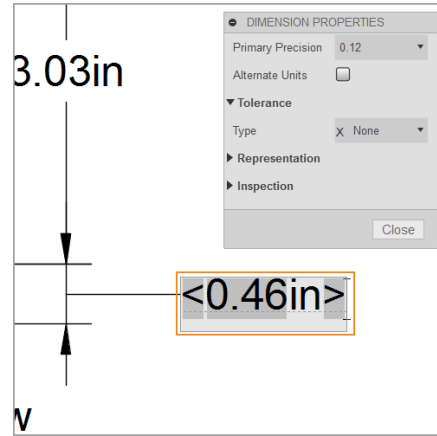 DIMENSION PROPERTIES
Primary Precision 0.12
Alternate Units
Tolerance
Type X None
Representation
Inspection
Close
3.03in
<0.46in>
w